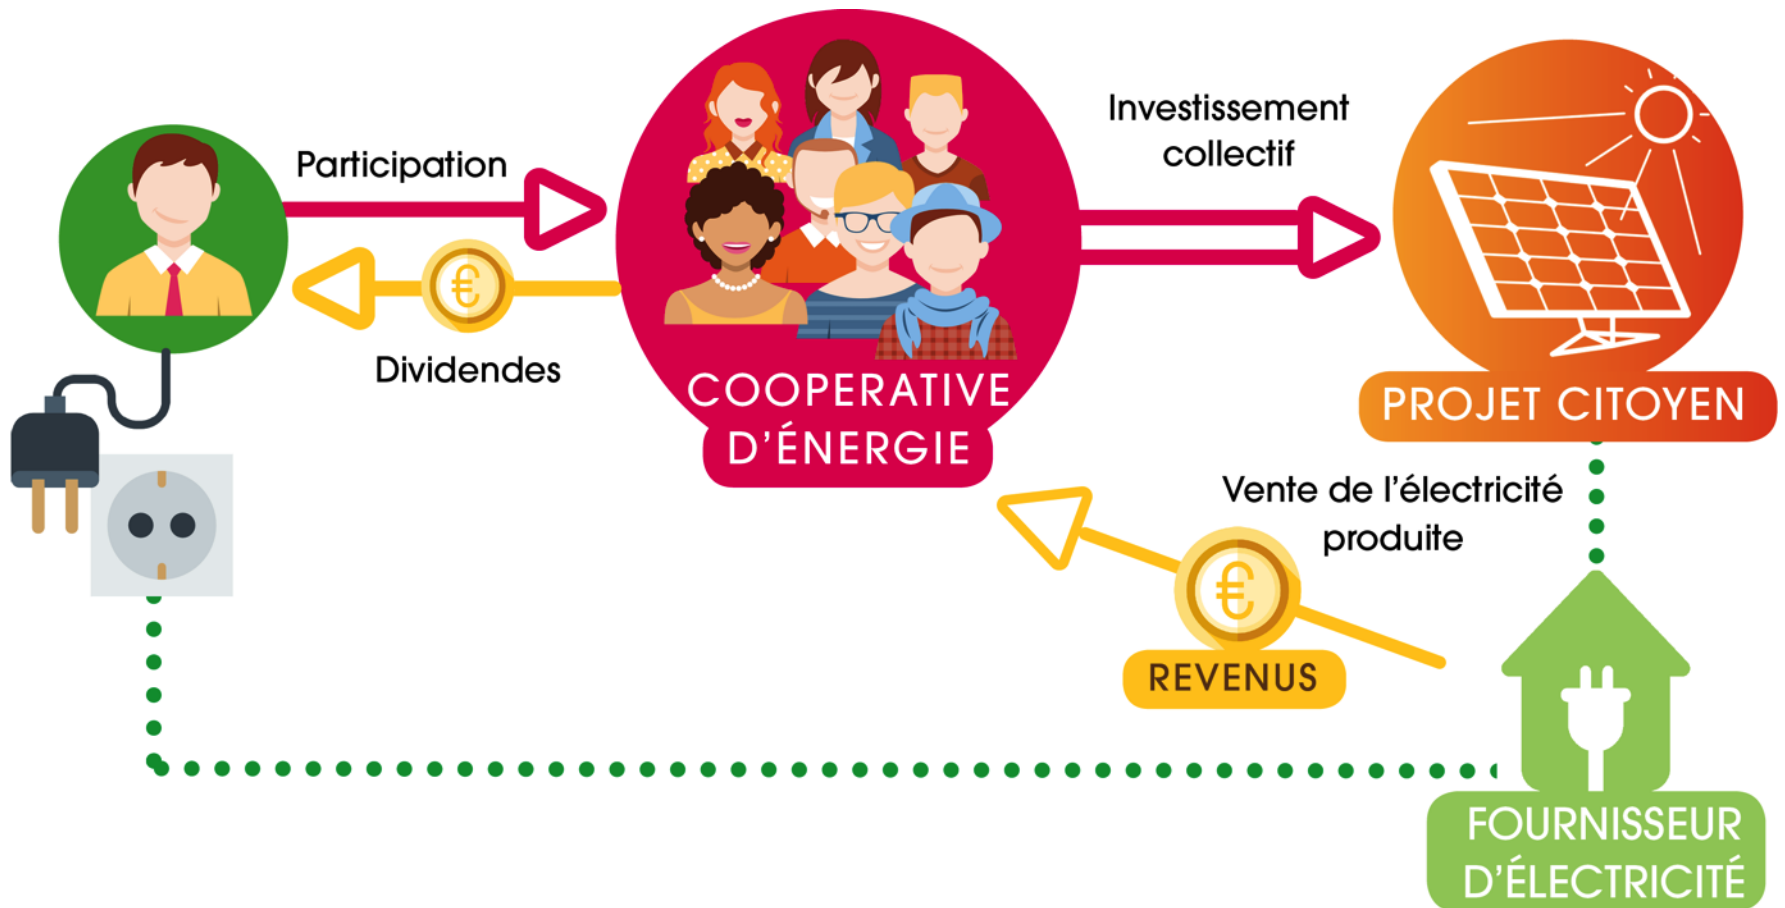 Participation
Dividendes
COOPERATIVE
D'ÉNERGIE
Investissement
collectif
PROJET CITOYEN
Vente de l'électricité
produite
€
€
REVENUS
FOURNISSEUR
D'ÉLECTRICITÉ